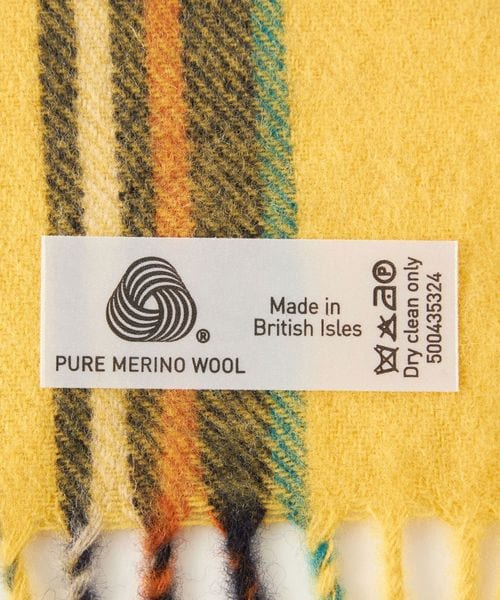 ®
PURE MERINO WOOL
Made in
British Isles
P
Dry clean only
500435324